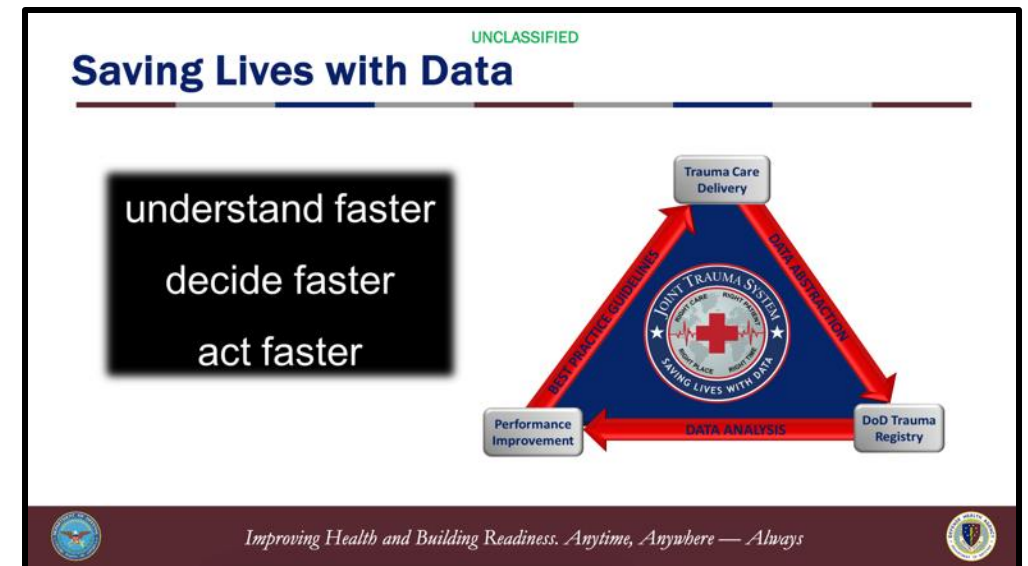 UNCLASSIFIED
Saving Lives with Data
understand faster
decide faster
act faster
Trauma Care
Delivery
DATA ABSTRACTION
DoD Trauma
Registry
DATA ANALYSIS
Performance
Improvement
BEST PRACTICE GUIDELINES
JOINT TRAUMA SYSTEM
RIGHT CARE
RIGHT PATIENT
RIGHT PLACE
RIGHT TIME
SAVING LIVES WITH DATA
Improving Health and Building Readiness. Anytime, Anywhere — Always